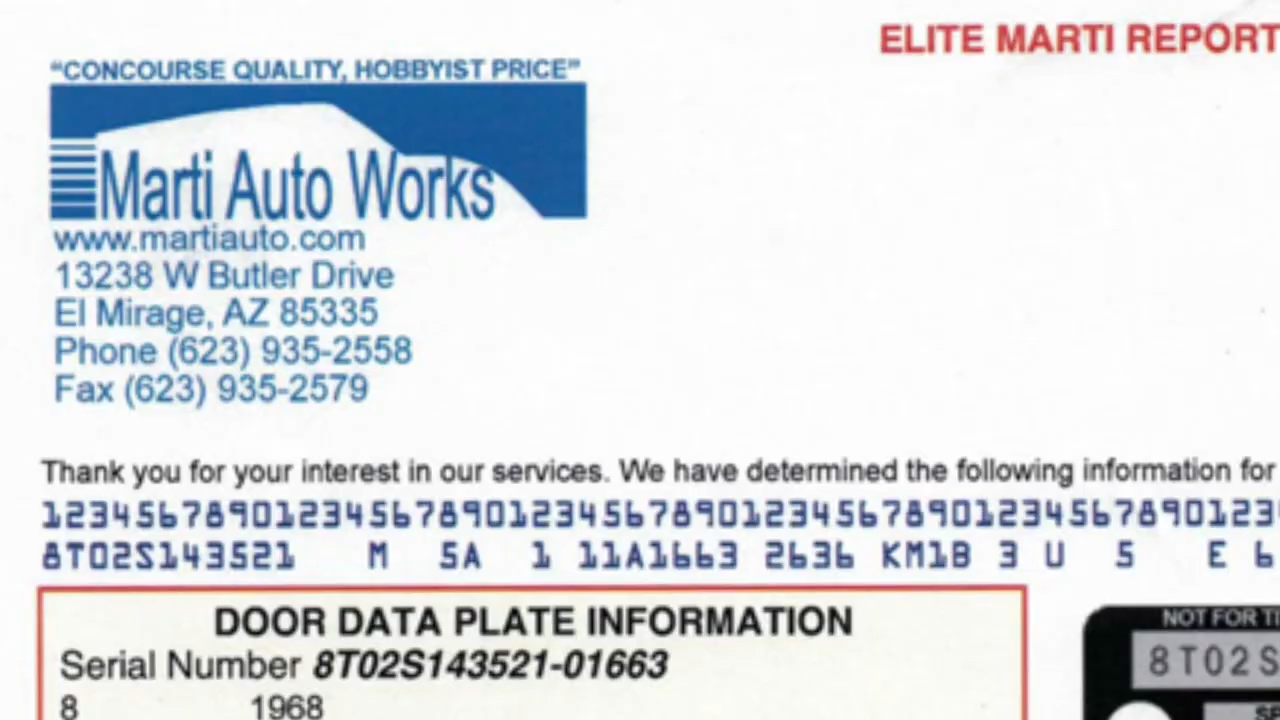 ELITE MARTI REPORT
"CONCOURSE QUALITY, HOBBYIST PRICE"
Marti Auto Works
www.martiauto.com
13238 W Butler Drive
El Mirage, AZ 85335
Phone (623) 935-2558
Fax (623) 935-2579
Thank you for your interest in our services. We have determined the following information for
12345678901234567890123456789012345678901234567890123
8T02S143521 M 5A 1 11A1663 2636 KM1B 3 U 5 E 6
DOOR DATA PLATE INFORMATION
Serial Number 8T02S143521-01663
8 1968
NOT FOR
8T02S